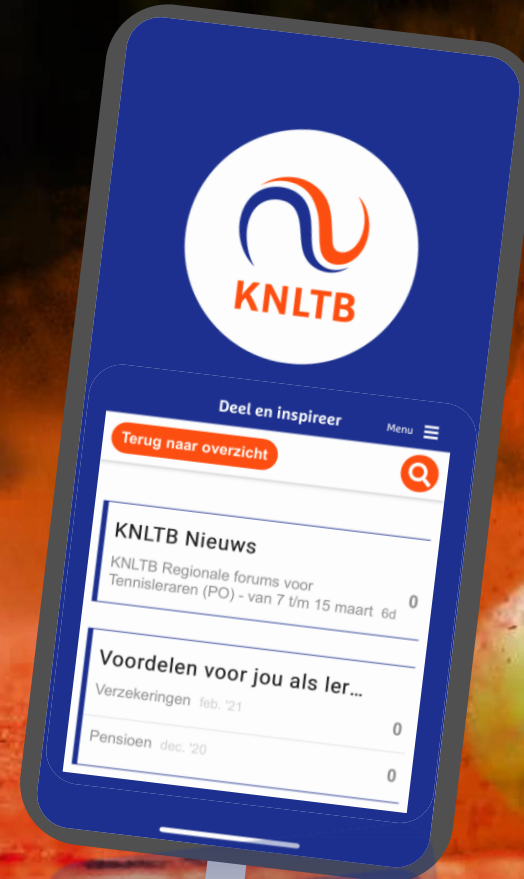 KNLTB
Deel en inspireer
Menu
Terug naar overzicht
KNLTB Nieuws
KNLTB Regionale forums voor
Tennisleraren (PO) - van 7 t/m 15 maart 6d
0
Voordelen voor jou als ler...
Verzekeringen feb. '21
0
Pensioen dec. '20
0